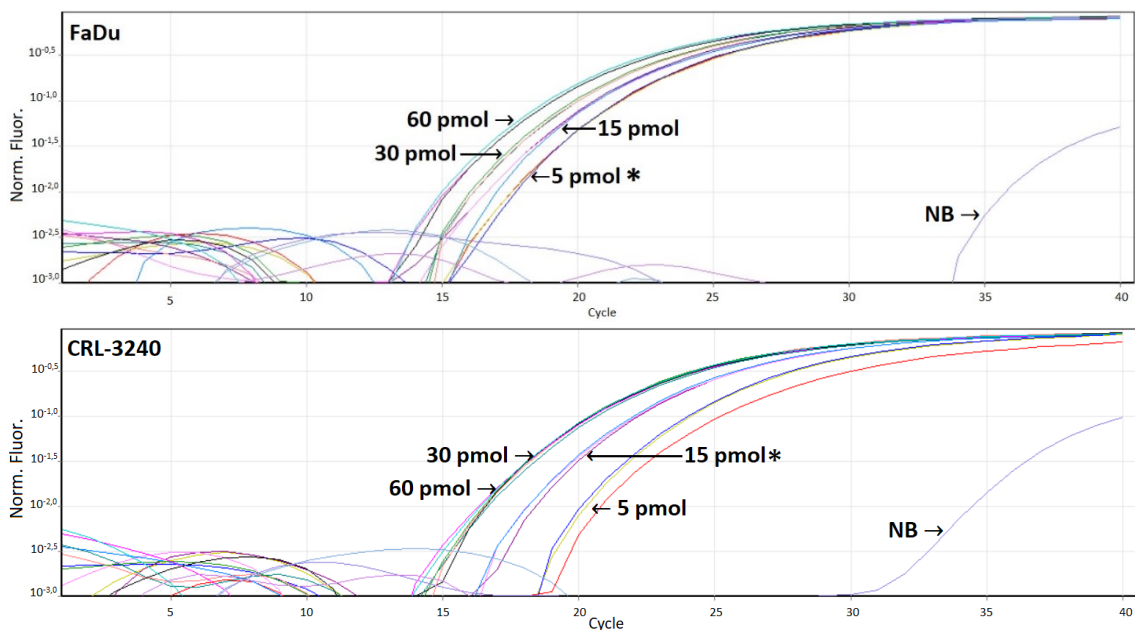 FaDu
Norm. Fluor.
10^-0,5
10^-1,0
10^-1,5
10^-2,0
10^-2,5
10^-3,0
60 pmol →
←15 pmol
30 pmol →
←5 pmol *
NB →
5 10 15 20 25 30 35 40
Cycle
CRL-3240
Norm. Fluor.
10^-0,5
10^-1,0
10^-1,5
10^-2,0
10^-2,5
10^-3,0
30 pmol →
← 15 pmol*
60 pmol →
← 5 pmol
NB →
5 10 15 20 25 30 35 40
Cycle